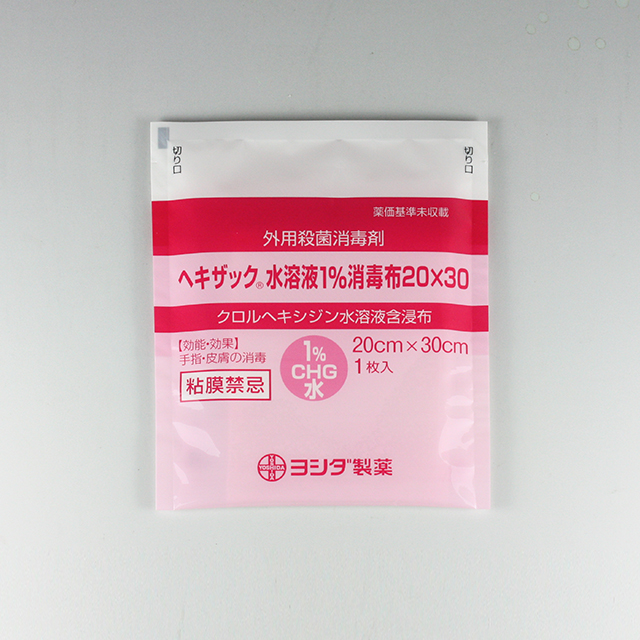 切り口
切り口
薬価基準未収載
外用殺菌消毒剤
ヘキザック®水溶液1%消毒布20×30
クロルヘキシジン水溶液含浸布
【効能・効果】
手指・皮膚の消毒
粘膜禁忌
1%
CHG
水
20cm×30cm
1枚入
YOSHIDA
ヨシダ製薬